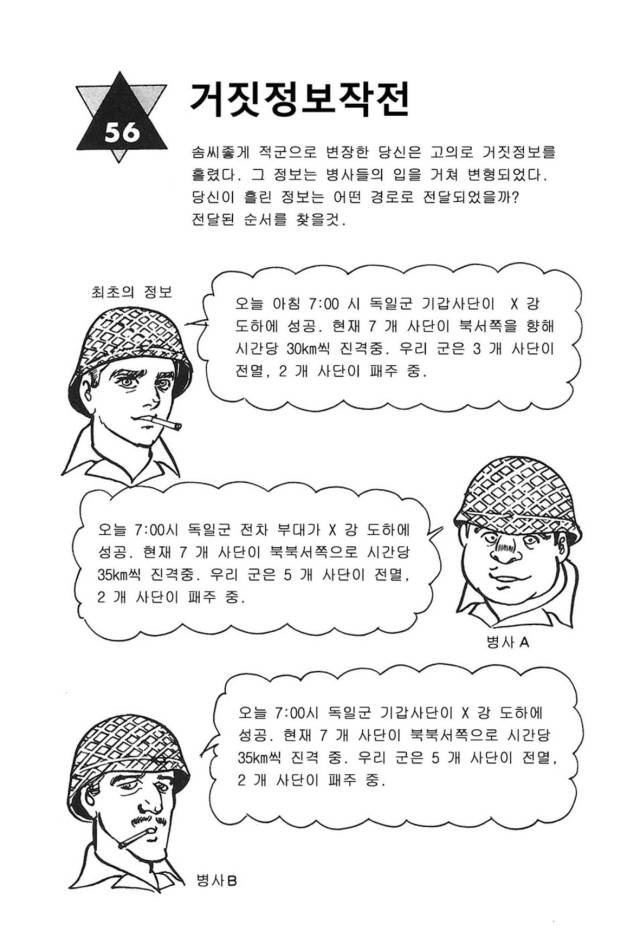 56
거짓정보작전
솜씨좋게 적군으로 변장한 당신은 고의로 거짓정보를
흘렸다. 그 정보는 병사들의 입을 거쳐 변형되었다.
당신이 흘린 정보는 어떤 경로로 전달되었을까?
전달된 순서를 찾을것.
최초의 정보
오늘 아침 7:00 시 독일군 기갑사단이 X 강
도하에 성공. 현재 7 개 사단이 북서쪽을 향해
시간당 30km씩 진격중. 우리 군은 3 개 사단이
전멸, 2 개 사단이 패주 중.
오늘 7:00시 독일군 전차 부대가 X 강 도하에
성공. 현재 7 개 사단이 북북서쪽으로 시간당
35km씩 진격중. 우리 군은 5 개 사단이 전멸,
2 개 사단이 패주 중.
병사 A
오늘 7:00시 독일군 기갑사단이 X 강 도하에
성공. 현재 7 개 사단이 북북서쪽으로 시간당
35km씩 진격 중. 우리 군은 5 개 사단이 전멸,
2 개 사단이 패주 중.
병사B